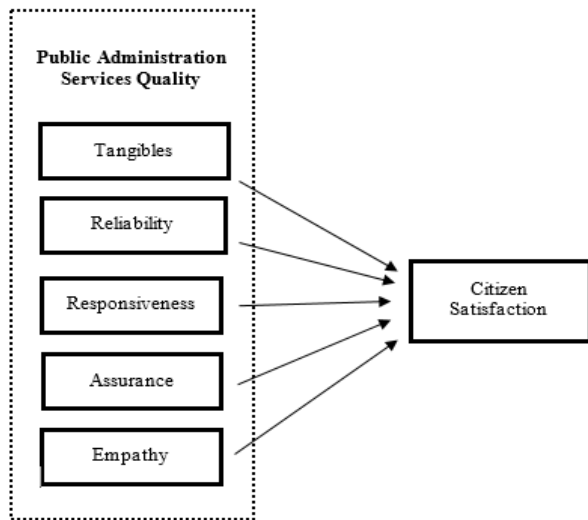 Public Administration
Services Quality
Tangibles
Reliability
Responsiveness
Assurance
Empathy
Citizen
Satisfaction